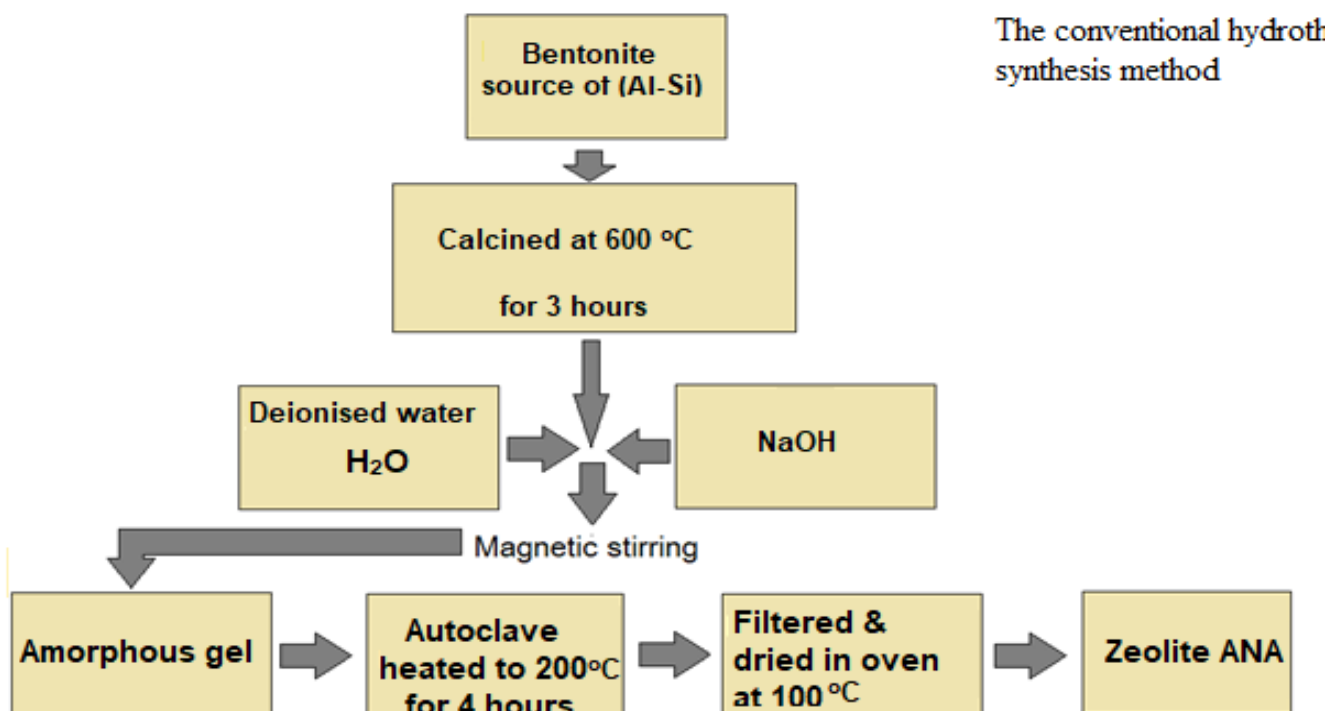 The conventional hydroth
synthesis method
Bentonite
source of (Al-Si)
Calcined at 600 °C
for 3 hours
Deionised water
H₂O
NaOH
Magnetic stirring
Amorphous gel
Autoclave
heated to 200°C
for 4 hours
Filtered &
dried in oven
at 100 °C
Zeolite ANA